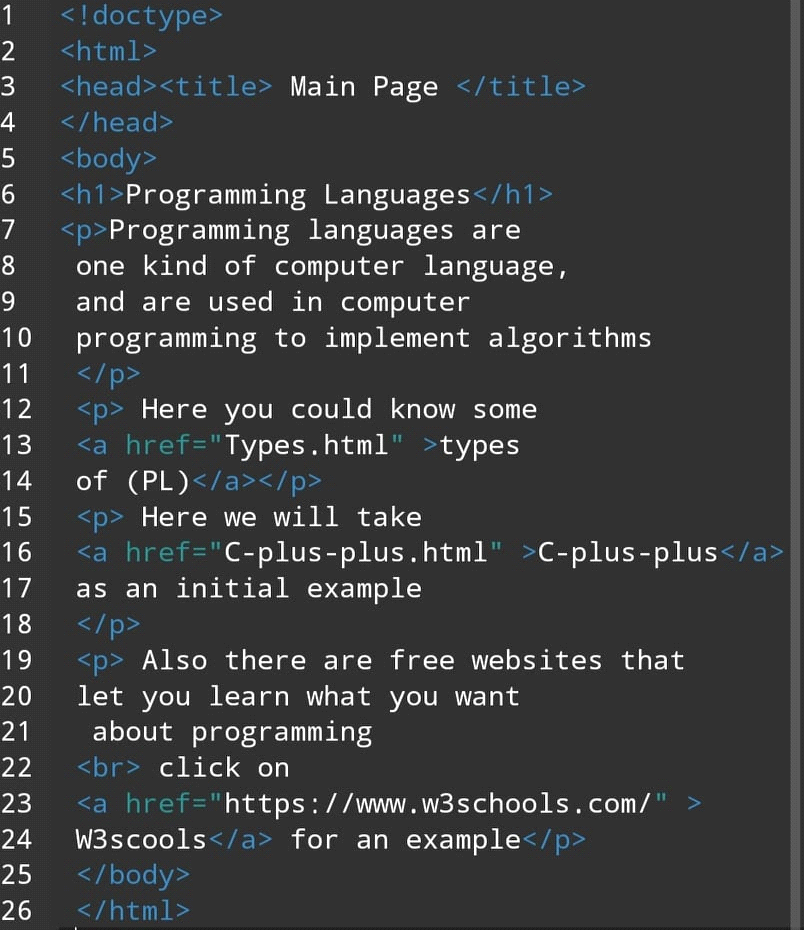 1 <!doctype>
2 <html>
3 <head><title> Main Page </title>
4 </head>
5 <body>
6 <h1>Programming Languages</h1>
7 <p>Programming languages are
8 one kind of computer language,
9 and are used in computer
10 programming to implement algorithms
11 </p>
12 <p> Here you could know some
13 <a href="Types.html" >types
14 of (PL)</a></p>
15 <p> Here we will take
16 <a href="C-plus-plus.html" >C-plus-plus</a>
17 as an initial example
18 </p>
19 <p> Also there are free websites that
20 let you learn what you want
21 about programming
22 <br> click on
23 <a href="https://www.w3schools.com/" >
24 W3scools</a> for an example</p>
25 </body>
26 </html>